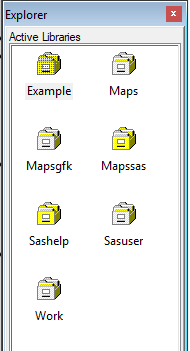 Explorer
Active Libraries
Example Maps
Mapsgfk Mapssas
Sashelp Sasuser
Work